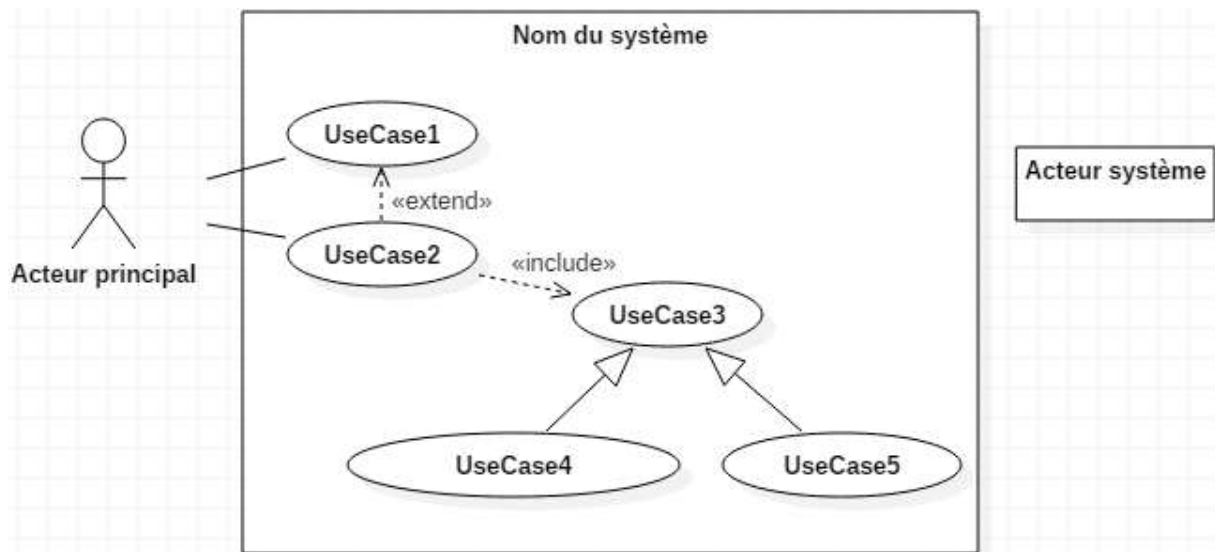 Nom du système
UseCase1
«extend»
UseCase2
«include»
UseCase3
UseCase4
UseCase5
Acteur principal
Acteur système